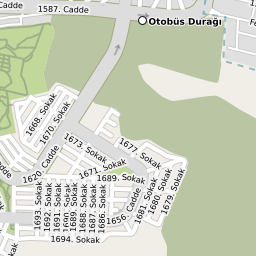 Cadde
1587. Cadde
Otobüs Durağı
1668. Sokak
1670. Sokak
1673. Sokak
1677. Sokak
1620. Cadde
1671. Sokak
1689. Sokak
1693. Sokak
1692. Sokak
1691. Sokak
1690. Sokak
1688. Sokak
1687. Sokak
1686. Sokak
1656. Cadde
1681. Sokak
1680. Sokak
1679. Sokak
1694. Sokak